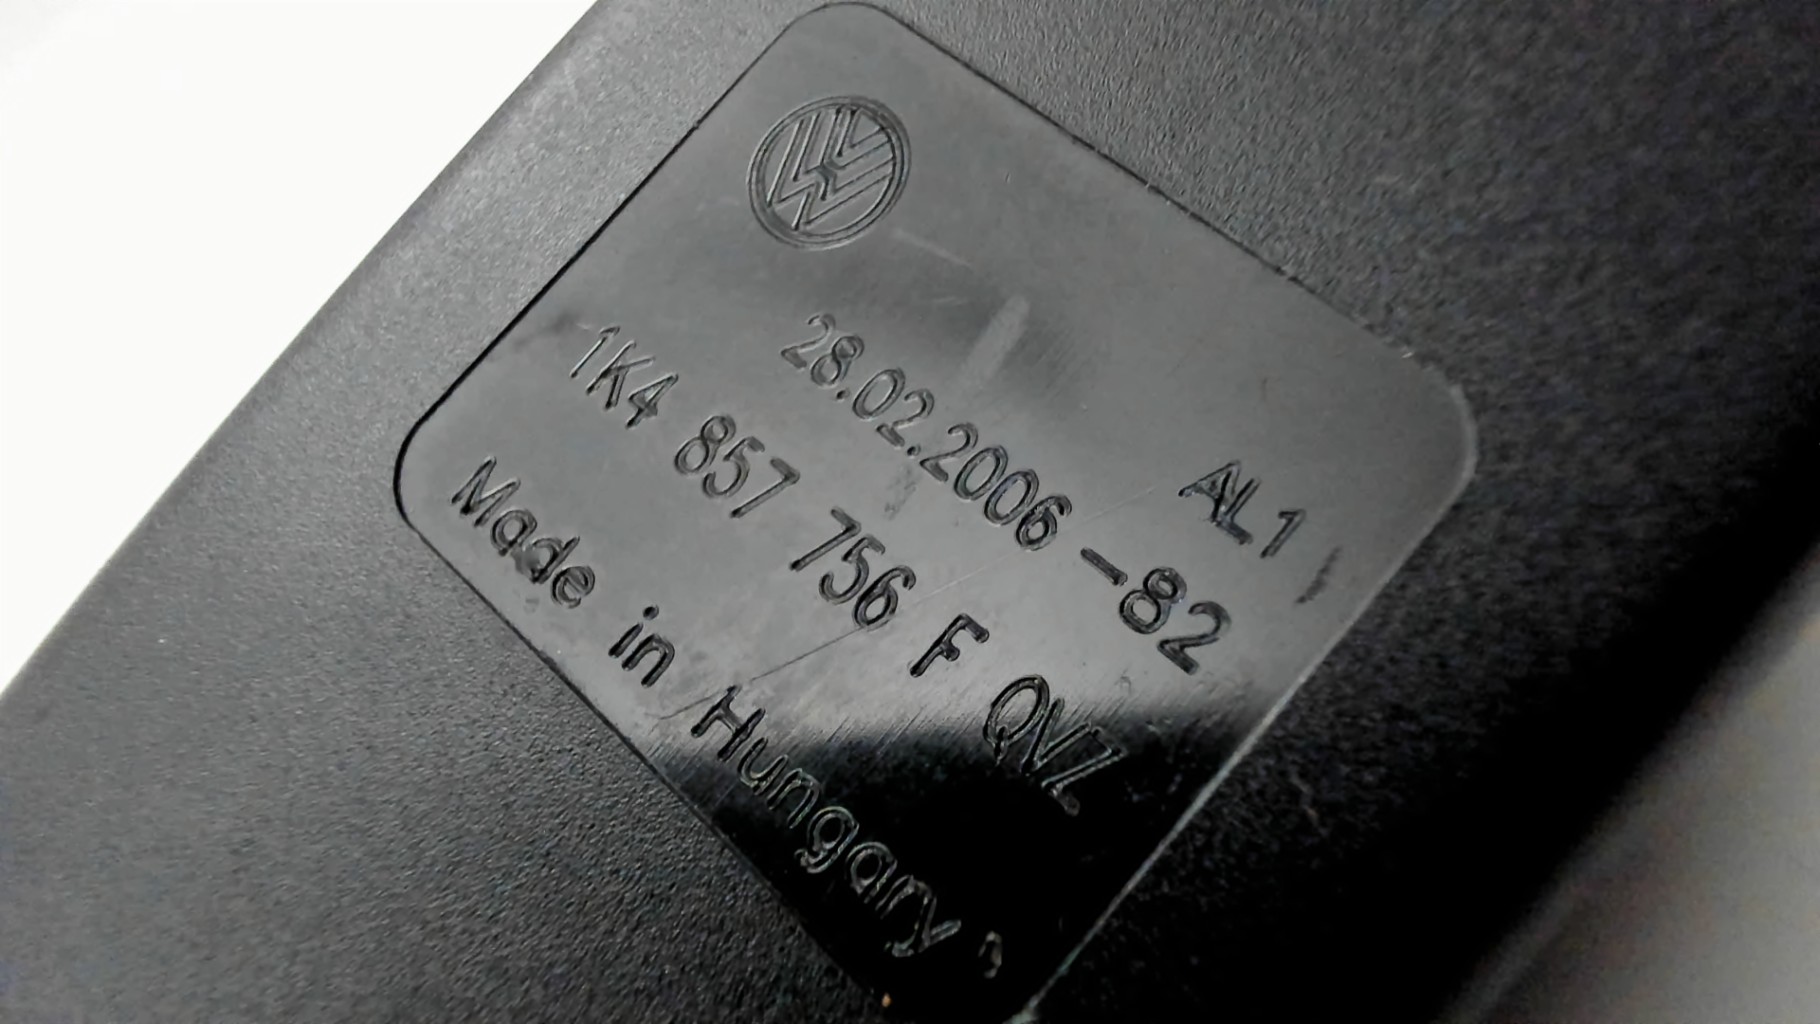 AL1
28.02.2006 -82
1K4 857 756 F QVZ
Made in Hungary